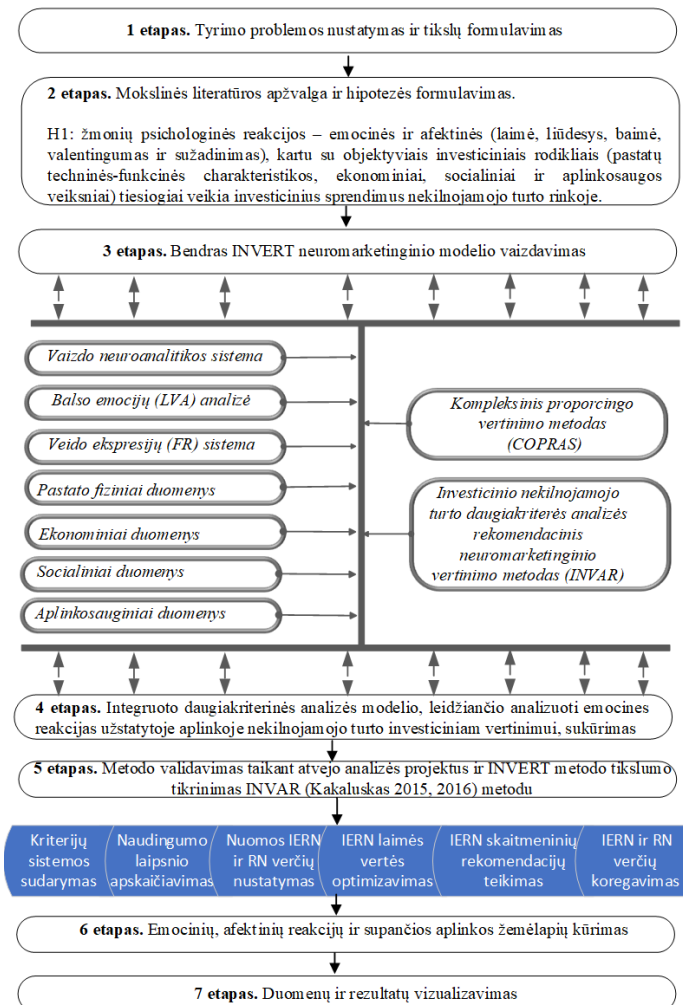 1 etapas. Tyrimo problemos nustatymas ir tikslų formulavimas
2 etapas. Mokslinės literatūros apžvalga ir hipotezės formulavimas.
H1: žmonių psichologinės reakcijos – emocinės ir afektinės (laimė, liūdesys, baimė,
valentingumas ir sužadinimas), kartu su objektyviais investiciniais rodikliais (pastatų
techninės-funkcinės charakteristikos, ekonominiai, socialiniai ir aplinkosaugos
veiksniai) tiesiogiai veikia investicinius sprendimus nekilnojamojo turto rinkoje.
3 etapas. Bendras INVERT neuromarketinginio modelio vaizdavimas
Vaizdo neuroanalitikos sistema
Balso emocijų (LVA) analizė
Veido ekspresijų (FR) sistema
Pastato fiziniai duomenys
Ekonominiai duomenys
Socialiniai duomenys
Aplinkosauginiai duomenys
Kompleksinis proporcingo
vertinimo metodas
(COPRAS)
Investicinio nekilnojamojo
turto daugiakriterės analizės
rekomendacinis
neuromarketinginio
vertinimo metodas (INVAR)
4 etapas. Integruoto daugiakriterinės analizės modelio, leidžiančio analizuoti emocines
reakcijas užstatytoje aplinkoje nekilnojamojo turto investiciniam vertinimui, sukūrimas
5 etapas. Metodo validavimas taikant atvejo analizės projektus ir INVERT metodo tikslumo
tikrinimas INVAR (Kakaluskas 2015, 2016) metodu
Kriterijų
sistemos
sudarymas
Naudingumo
laipsnio
apskaičiavimas
Nuomos IERN
ir RN verčių
nustatymas
IERN laimės
vertės
optimizavimas
IERN skaitmeninių
rekomendacijų
teikimas
IERN ir RN
verčių
koregavimas
6 etapas. Emocinių, afektinių reakcijų ir supančios aplinkos žemėlapių kūrimas
7 etapas. Duomenų ir rezultatų vizualizavimas